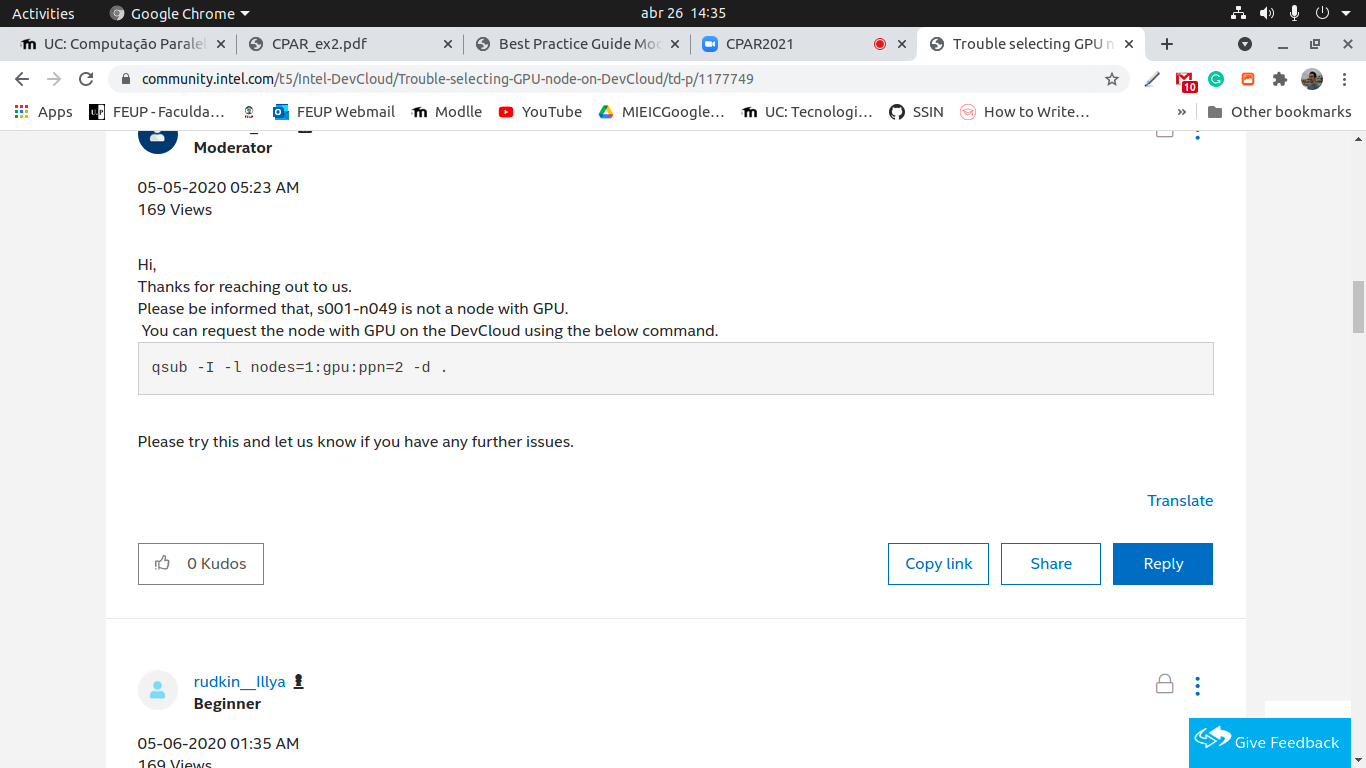 Activities Google Chrome abr 26 14:35
UC: Computação Paralel CPAR_ex2.pdf Best Practice Guide Mod CPAR2021 Trouble selecting GPU n
community.intel.com/t5/Intel-DevCloud/Trouble-selecting-GPU-node-on-DevCloud/td-p/1177749 10
Apps FEUP - Faculda… FEUP Webmail Modlle YouTube MIEICGoogle… UC: Tecnologi… SSIN How to Write… » Other bookmarks
Moderator
05-05-2020 05:23 AM
169 Views
Hi,
Thanks for reaching out to us.
Please be informed that, s001-n049 is not a node with GPU.
You can request the node with GPU on the DevCloud using the below command.
qsub -I -l nodes=1:gpu:ppn=2 -d .
Please try this and let us know if you have any further issues.
Translate
0 Kudos Copy link Share Reply
rudkin__Illya
Beginner
05-06-2020 01:35 AM
169 Views
Give Feedback